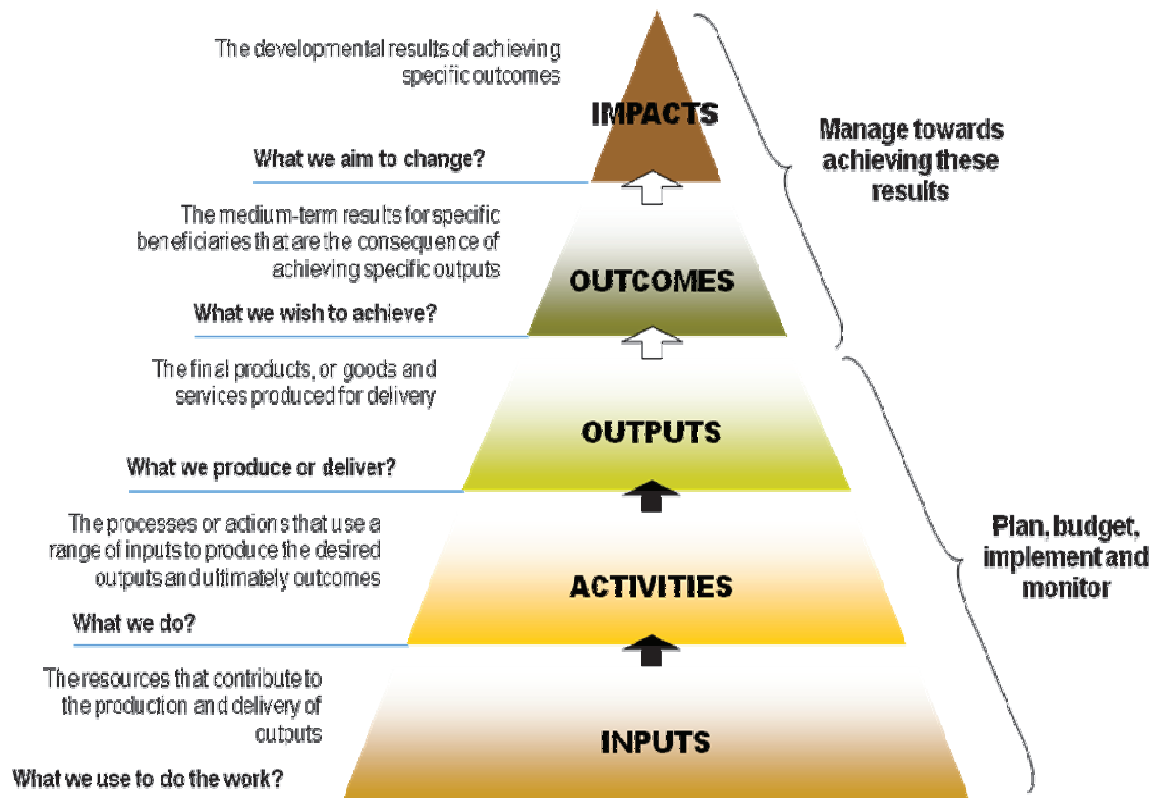 The developmental results of achieving
specific outcomes
IMPACTS
What we aim to change?
Manage towards
achieving these
results
The medium-term results for specific
beneficiaries that are the consequence of
achieving specific outputs
OUTCOMES
What we wish to achieve?
The final products, or goods and
services produced for delivery
OUTPUTS
What we produce or deliver?
The processes or actions that use a
range of inputs to produce the desired
outputs and ultimately outcomes
ACTIVITIES
What we do?
Plan, budget,
implement and
monitor
The resources that contribute to
the production and delivery of
outputs
INPUTS
What we use to do the work?